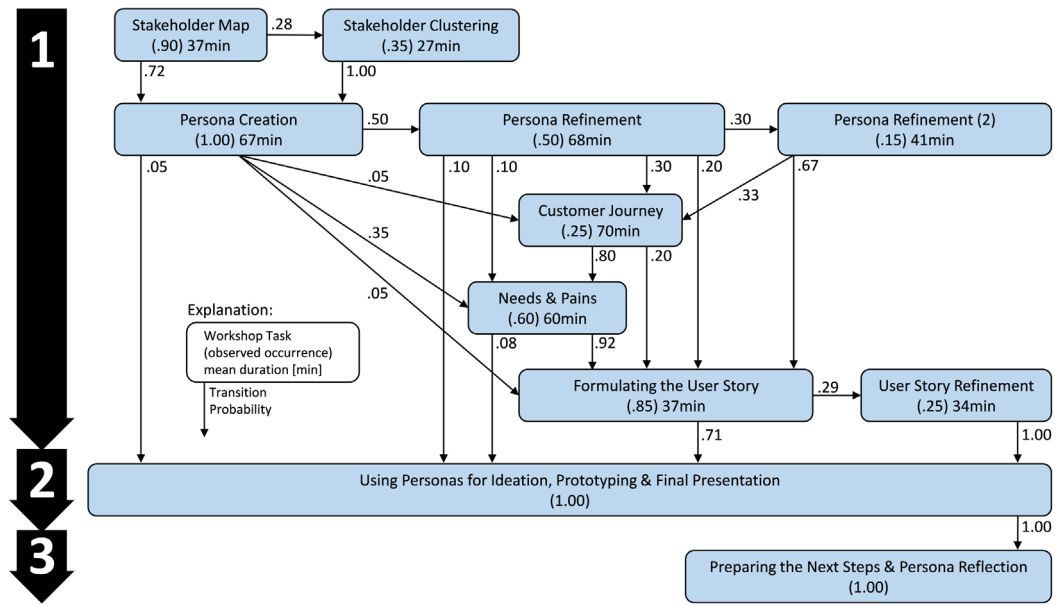 1
Stakeholder Map
(.90) 37min
.28
Stakeholder Clustering
(.35) 27min
.72
1.00
Persona Creation
(1.00) 67min
.50
Persona Refinement
(.50) 68min
.30
Persona Refinement (2)
(.15) 41min
.05
.05
.35
.05
.10
.10
.30
.20
.67
.33
Customer Journey
(.25) 70min
.80
.20
Needs & Pains
(.60) 60min
.08
.92
Explanation:
Workshop Task
(observed occurrence)
mean duration [min]
Transition
Probability
Formulating the User Story
(.85) 37min
.29
User Story Refinement
(.25) 34min
.71
1.00
2
Using Personas for Ideation, Prototyping & Final Presentation
(1.00)
1.00
3
Preparing the Next Steps & Persona Reflection
(1.00)